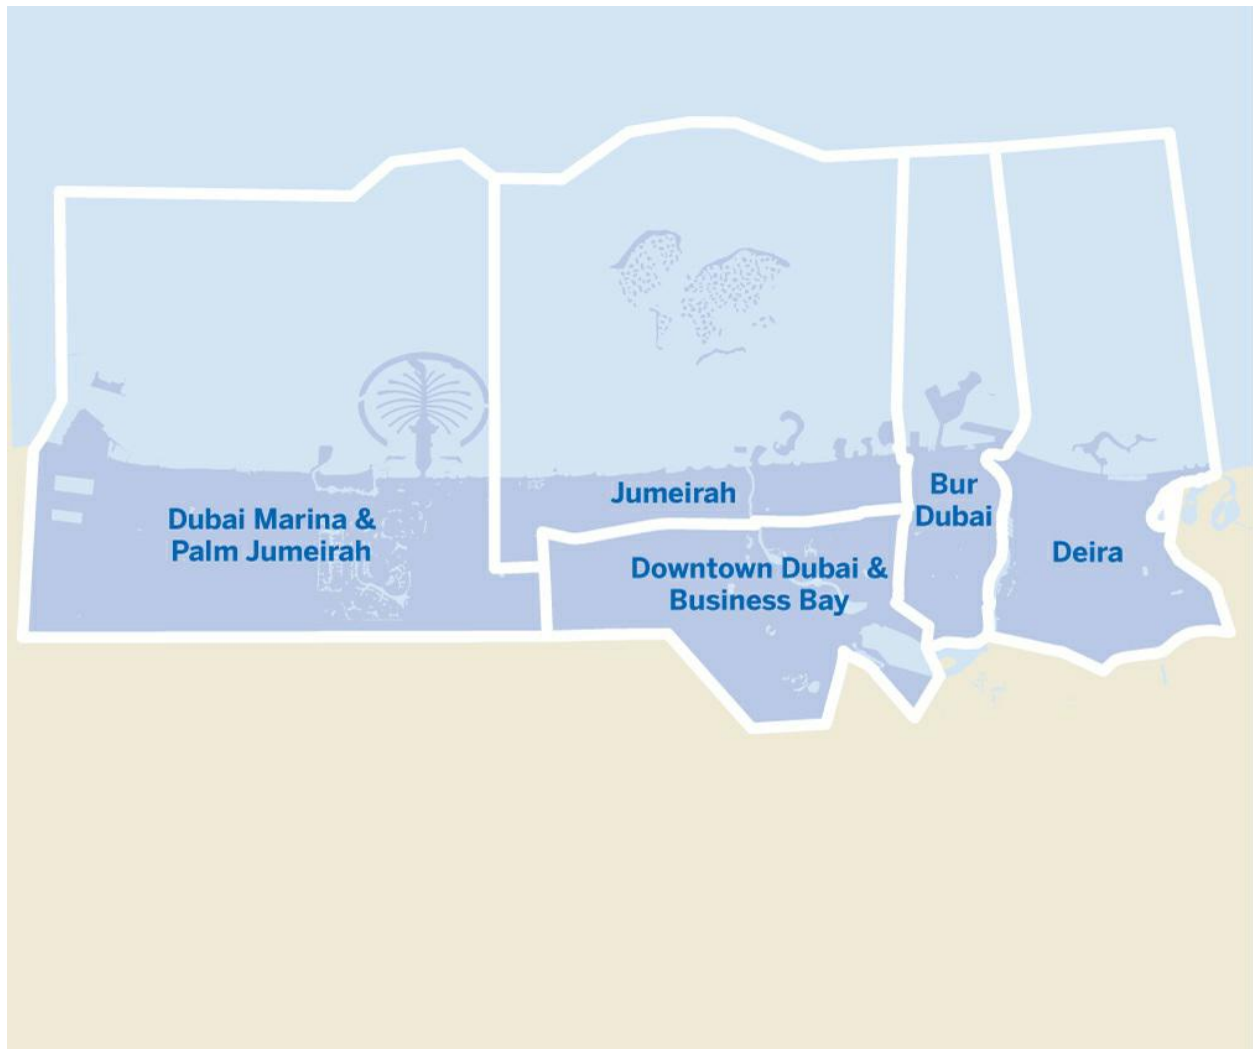 Jumeirah
Bur
Dubai
Dubai Marina &
Palm Jumeirah
Downtown Dubai &
Business Bay
Deira